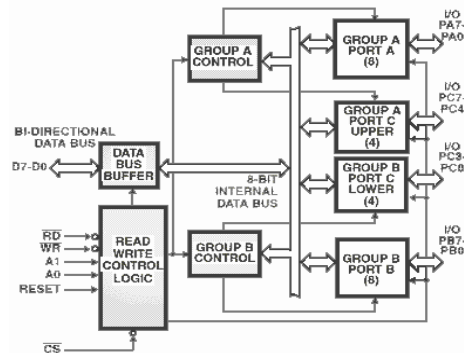 GROUP A
CONTROL
GROUP A
PORT A
(8)
I/O
PA7-
PA0
GROUP A
PORT C
UPPER
(4)
I/O
PC7-
PC4
BI-DIRECTIONAL
DATA BUS
D7-D0
DATA
BUS
BUFFER
8-BIT
INTERNAL
DATA BUS
GROUP B
PORT C
LOWER
(4)
I/O
PC3-
PC0
RD
WR
A1
A0
RESET
READ
WRITE
CONTROL
LOGIC
GROUP B
CONTROL
GROUP B
PORT B
(8)
I/O
PB7-
PB0
CS